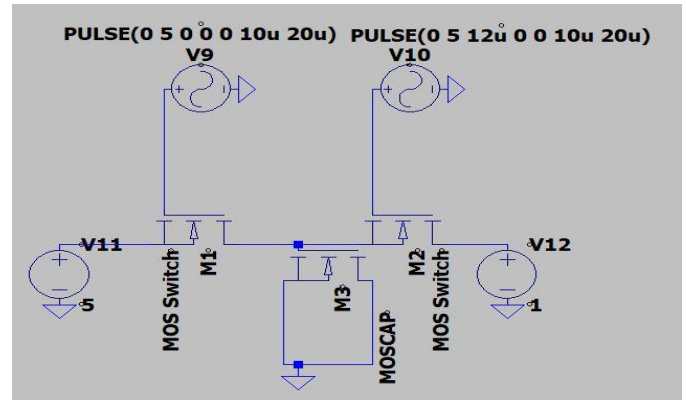 PULSE(0 5 0 0 0 10u 20u) PULSE(0 5 12u 0 0 10u 20u)
V9 V10
V11 V12
MOS Switch M1 M2 MOS Switch
M3
5 1
MOSCAP